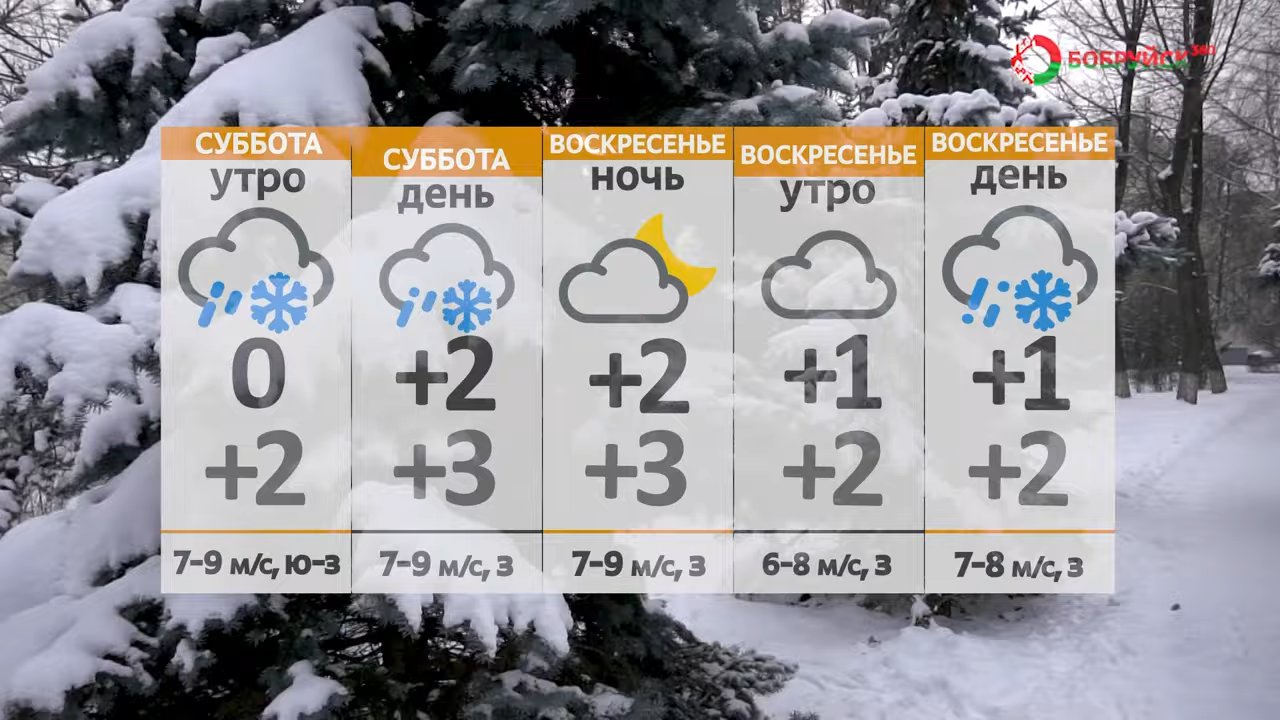 БОБРУЙСК 360
СУББОТА
утро
0
+2
7-9 м/с, ю-з
СУББОТА
день
+2
+3
7-9 м/с, з
ВОСКРЕСЕНЬЕ
ночь
+2
+3
7-9 м/с, з
ВОСКРЕСЕНЬЕ
утро
+1
+2
6-8 м/с, з
ВОСКРЕСЕНЬЕ
день
+1
+2
7-8 м/с, з